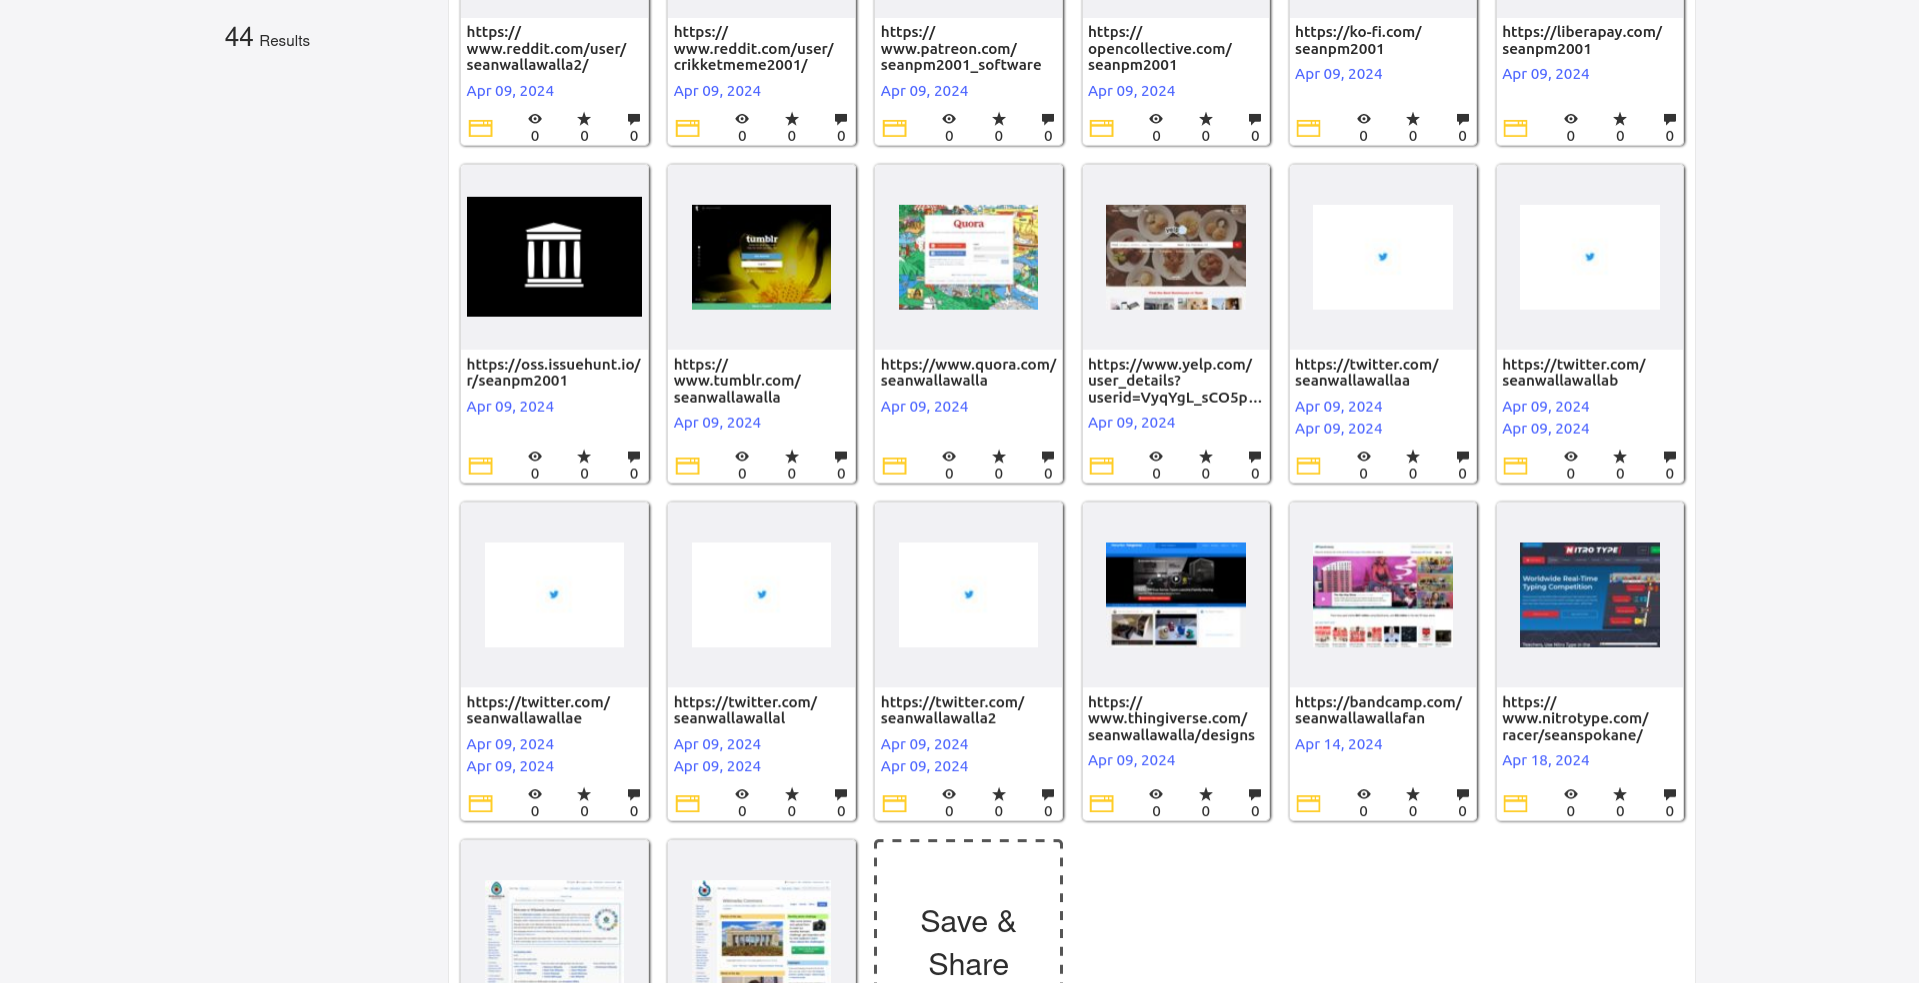 44 Results
https://
www.reddit.com/user/
seanwallawalla2/
Apr 09, 2024
0 0 0
https://
www.reddit.com/user/
crikketmeme2001/
Apr 09, 2024
0 0 0
https://
www.patreon.com/
seanpm2001_software
Apr 09, 2024
0 0 0
https://
opencollective.com/
seanpm2001
Apr 09, 2024
0 0 0
https://ko-fi.com/
seanpm2001
Apr 09, 2024
0 0 0
https://liberapay.com/
seanpm2001
Apr 09, 2024
0 0 0
https://oss.issuehunt.io/
r/seanpm2001
Apr 09, 2024
0 0 0
tumblr
https://
www.tumblr.com/
seanwallawalla
Apr 09, 2024
0 0 0
Quora
https://www.quora.com/
seanwallawalla
Apr 09, 2024
0 0 0
yelp
https://www.yelp.com/
user_details?
userid=VyqYgL_sCO5p...
Apr 09, 2024
0 0 0
https://twitter.com/
seanwallawallaa
Apr 09, 2024
Apr 09, 2024
0 0 0
https://twitter.com/
seanwallawallab
Apr 09, 2024
Apr 09, 2024
0 0 0
https://twitter.com/
seanwallawallae
Apr 09, 2024
Apr 09, 2024
0 0 0
https://twitter.com/
seanwallawallal
Apr 09, 2024
Apr 09, 2024
0 0 0
https://twitter.com/
seanwallawalla2
Apr 09, 2024
Apr 09, 2024
0 0 0
https://
www.thingiverse.com/
seanwallawalla/designs
Apr 09, 2024
0 0 0
https://bandcamp.com/
seanwallawallafan
Apr 14, 2024
0 0 0
NITRO TYPE
Worldwide Real-Time
Typing Competition
https://
www.nitrotype.com/
racer/seanspokane/
Apr 18, 2024
0 0 0
Wikimedia Commons
Save &
Share